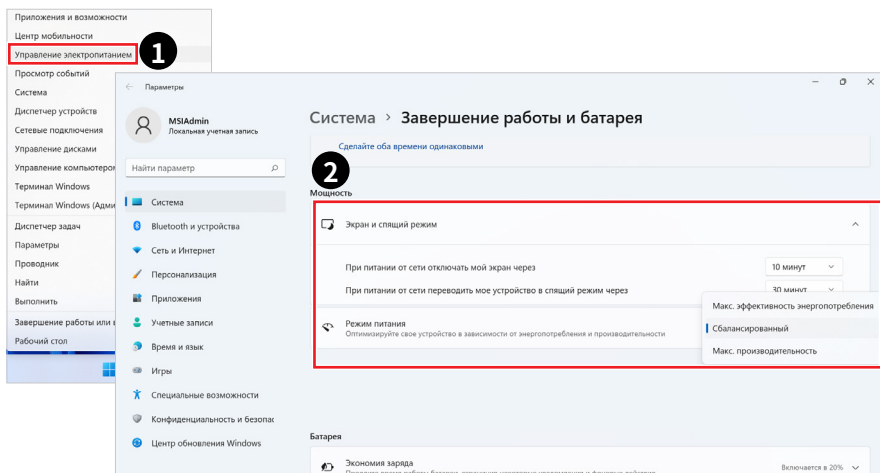 Приложения и возможности
Центр мобильности
Управление электропитанием
1
Просмотр событий
Система
Диспетчер устройств
Сетевые подключения
Управление дисками
Управление компьютером
Терминал Windows
Терминал Windows (Адми
Диспетчер задач
Параметры
Проводник
Найти
Выполнить
Завершение работы или в
Рабочий стол
Параметры
MSIAdmin
Локальная учетная запись
Найти параметр
Система
Bluetooth и устройства
Сеть и Интернет
Персонализация
Приложения
Учетные записи
Время и язык
Игры
Специальные возможности
Конфиденциальность и безопас
Центр обновления Windows
Система > Завершение работы и батарея
Сделайте оба времени одинаковыми
2
Мощность
Экран и спящий режим
При питании от сети отключать мой экран через 10 минут
При питании от сети переводить мое устройство в спящий режим через 30 минут
Режим питания
Оптимизируйте свое устройство в зависимости от энергопотребления и производительности
Макс. эффективность энергопотребления
Сбалансированный
Макс. производительность
Батарея
Экономия заряда
Включается в 20%